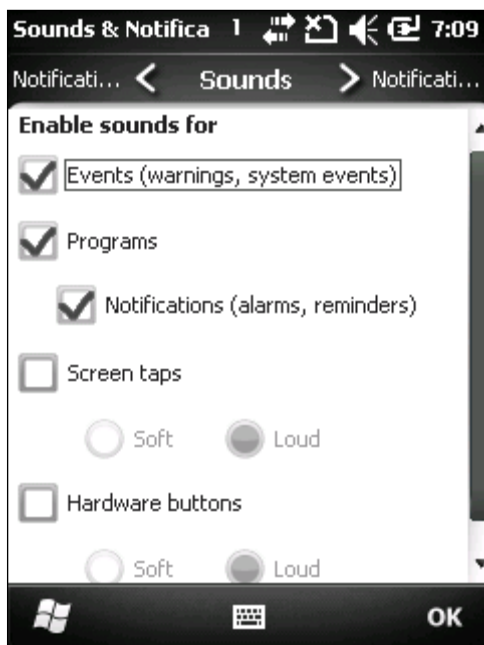 Sounds & Notifica 1 7:09
Notificati... Sounds Notificati...
Enable sounds for
Events (warnings, system events)
Programs
Notifications (alarms, reminders)
Screen taps
Soft Loud
Hardware buttons
Soft Loud
OK